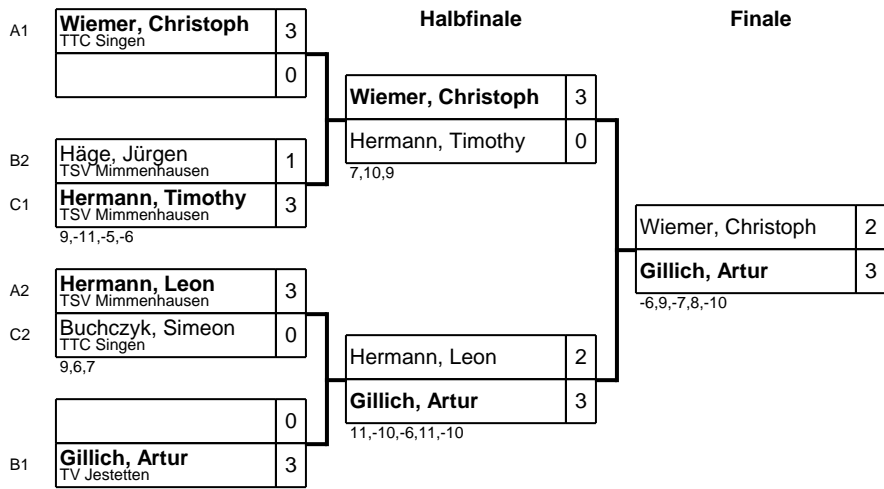 Halbfinale
Finale
A1
Wiemer, Christoph
TTC Singen
3
0
B2
Häge, Jürgen
TSV Mimmenhausen
1
C1
Hermann, Timothy
TSV Mimmenhausen
3
9,-11,-5,-6
A2
Hermann, Leon
TSV Mimmenhausen
3
C2
Buchczyk, Simeon
TTC Singen
0
9,6,7
0
B1
Gillich, Artur
TV Jestetten
3
Wiemer, Christoph
3
Hermann, Timothy
0
7,10,9
Hermann, Leon
2
Gillich, Artur
3
11,-10,-6,11,-10
Wiemer, Christoph
2
Gillich, Artur
3
-6,9,-7,8,-10